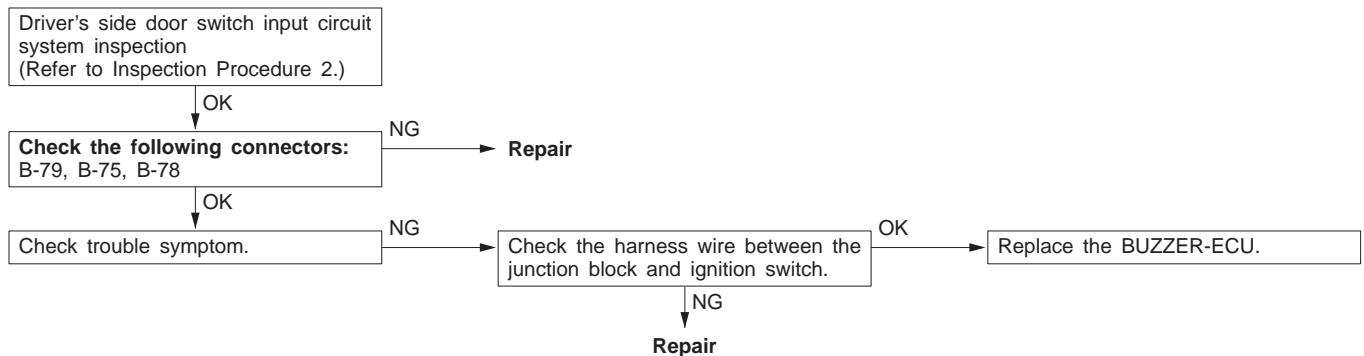 Driver's side door switch input circuit
system inspection
(Refer to Inspection Procedure 2.)
OK
Check the following connectors:
B-79, B-75, B-78
NG
Repair
OK
Check trouble symptom.
NG
Check the harness wire between the
junction block and ignition switch.
OK
Replace the BUZZER-ECU.
NG
Repair